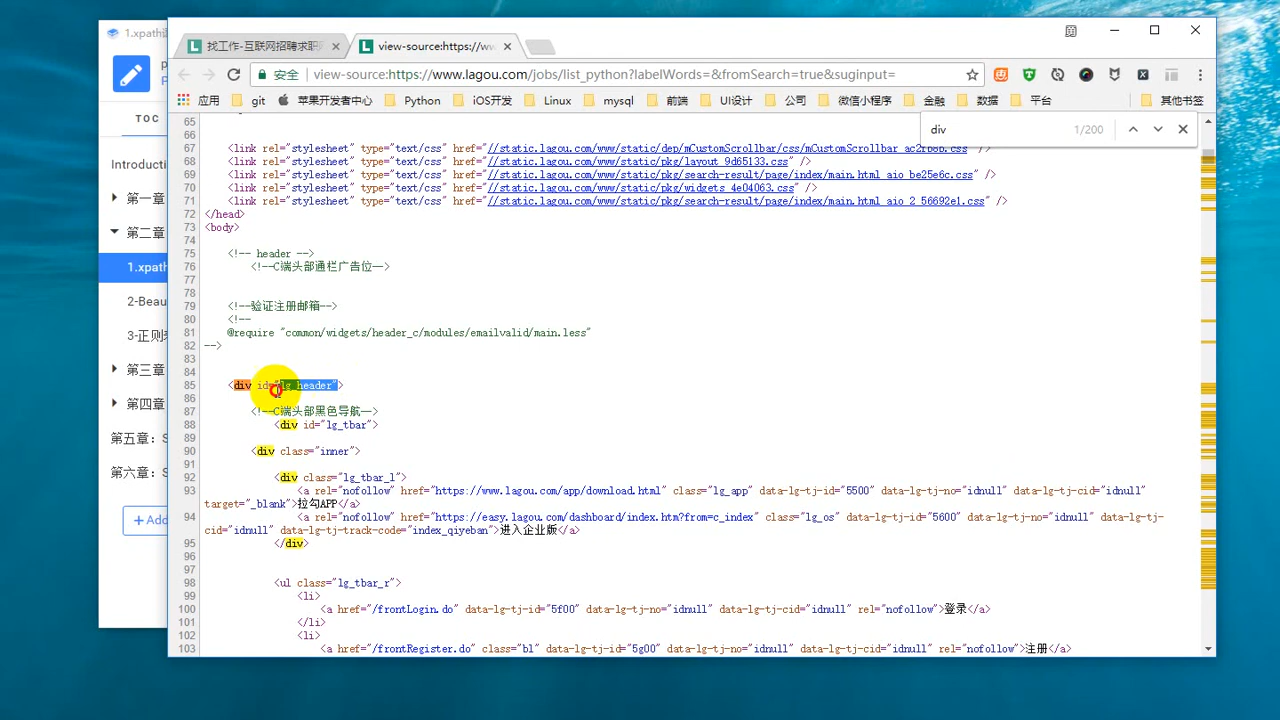 1.xpath
找工作-互联网招聘求职网
view-source:https://ww
安全
view-source:https://www.lagou.com/jobs/list_python?labelWords=&fromSearch=true&suginput=
应用
git
苹果开发者中心
Python
iOS开发
Linux
mysql
前端
UI设计
公司
微信小程序
金融
数据
平台
其他书签
div
1/200
TOC
Introducti
第一章
第二章
1.xpath
2-Beau
3-正则
第三章
第四章
第五章：S
第六章：S
+ Add
65
66
67 <link rel="stylesheet" type="text/css" href="//static.lagou.com/www/static/dep/mCustomScrollbar/css/mCustomScrollbar_ac2f6eb.css" />
68 <link rel="stylesheet" type="text/css" href="//static.lagou.com/www/static/pkg/layout_9d65133.css" />
69 <link rel="stylesheet" type="text/css" href="//static.lagou.com/www/static/pkg/search-result/page/index/main.html_aio_be25e6c.css" />
70 <link rel="stylesheet" type="text/css" href="//static.lagou.com/www/static/pkg/widgets_4e04063.css" />
71 <link rel="stylesheet" type="text/css" href="//static.lagou.com/www/static/pkg/search-result/page/index/main.html_aio_2_56692e1.css" />
72 </head>
73 <body>
74
75 <!-- header -->
76 <!--C端头部通栏广告位-->
77
78
79 <!--验证注册邮箱-->
80 <!--
81 @require "common/widgets/header_c/modules/emailvalid/main.less"
82 -->
83
84
85 <div id="lg_header">
86
87 <!--C端头部黑色导航-->
88 <div id="lg_tbar">
89
90 <div class="inner">
91
92 <div class="lg_tbar_l">
93 <a rel="nofollow" href="https://www.lagou.com/app/download.html" class="lg_app" data-lg-tj-id="5500" data-lg-tj-no="idnull" data-lg-tj-cid="idnull"
target="_blank">拉勾APP</a>
94 <a rel="nofollow" href="https://easy.lagou.com/dashboard/index.htm?from=c_index" class="lg_os" data-lg-tj-id="5600" data-lg-tj-no="idnull" data-lg-tj-
cid="idnull" data-lg-tj-track-code="index_qiyeban">进入企业版</a>
95 </div>
96
97
98 <ul class="lg_tbar_r">
99 <li>
100 <a href="/frontLogin.do" data-lg-tj-id="5f00" data-lg-tj-no="idnull" data-lg-tj-cid="idnull" rel="nofollow">登录</a>
101 </li>
102 <li>
103 <a href="/frontRegister.do" class="bl" data-lg-tj-id="5g00" data-lg-tj-no="idnull" data-lg-tj-cid="idnull" rel="nofollow">注册</a>